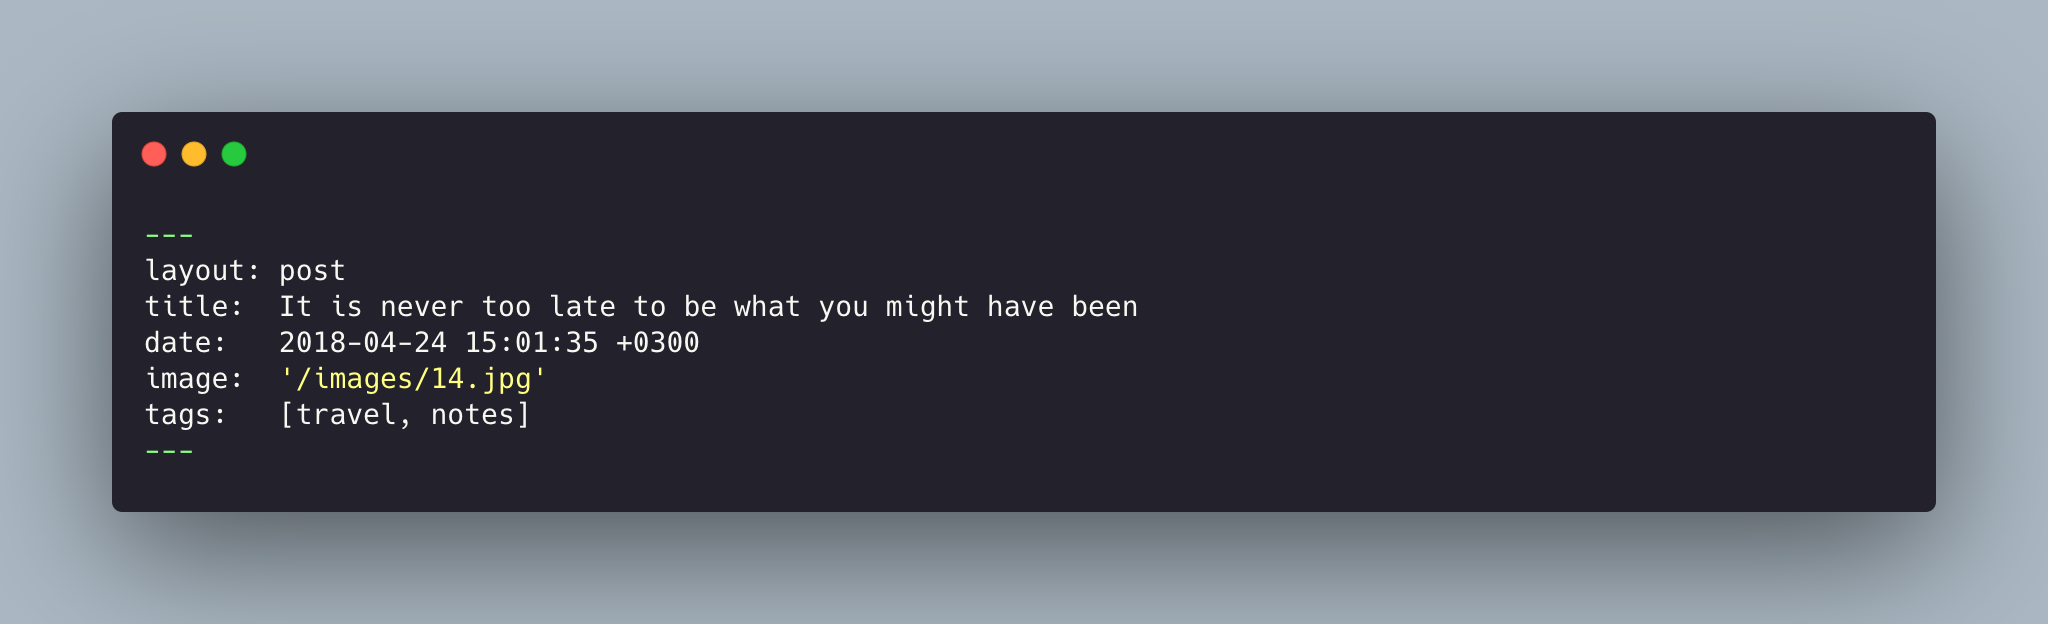 ---
layout: post
title:  It is never too late to be what you might have been
date:   2018-04-24 15:01:35 +0300
image:  '/images/14.jpg'
tags:   [travel, notes]
---